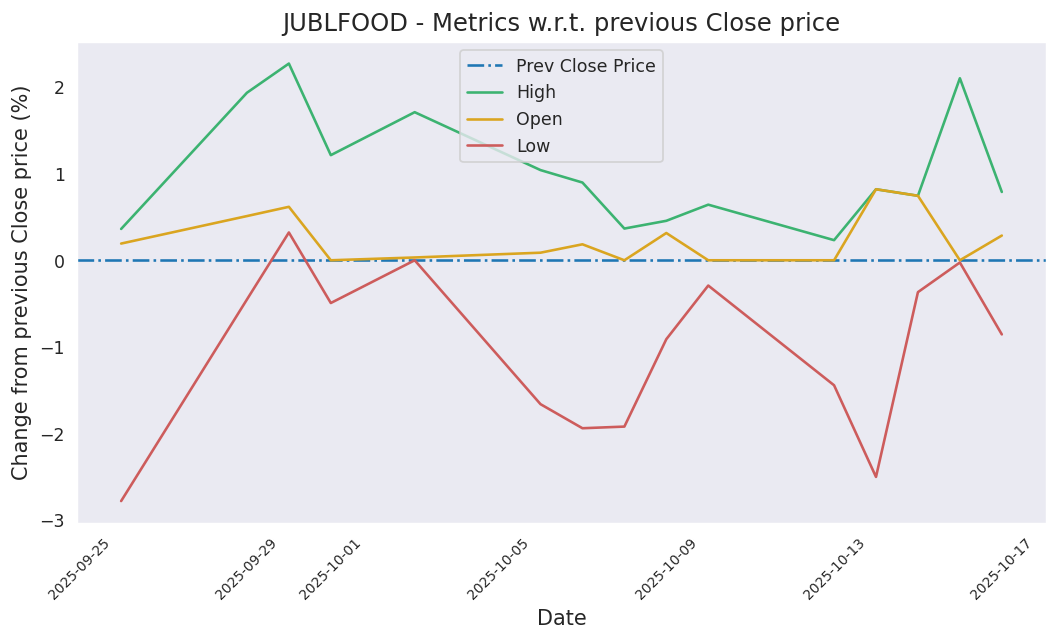 JUBLFOOD - Metrics w.r.t. previous Close price
Prev Close Price
High
Open
Low
Change from previous Close price (%)
2
1
0
−1
−2
−3
2025-09-25
2025-09-29
2025-10-01
2025-10-05
2025-10-09
2025-10-13
2025-10-17
Date